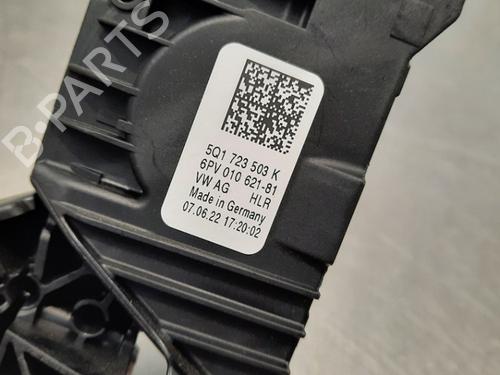 B-PARTS
5Q1 723 503 K
6PV 010 621-81
VW AG HLR
Made in Germany
07.06.22 17:20:02